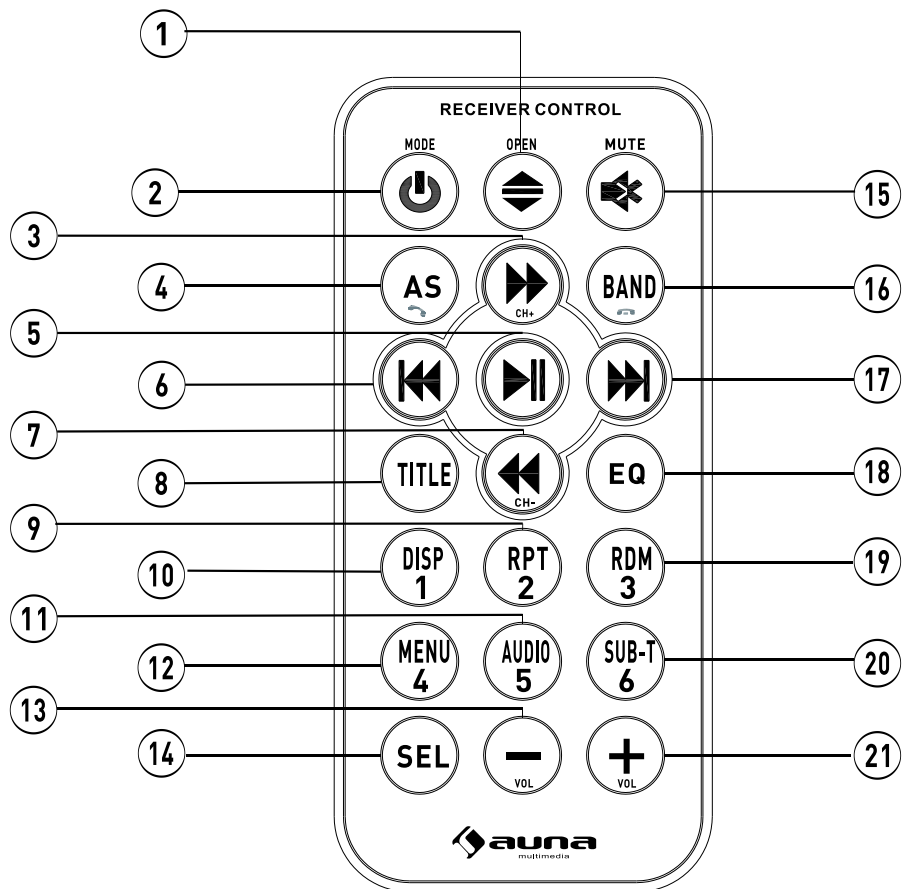 1
RECEIVER CONTROL
MODE OPEN MUTE
2 15
3
4 AS BAND 16
CH+
5
6 17
7
8 TITLE EQ 18
CH-
9
10 DISP RPT RDM 19
1 2 3
11
12 MENU AUDIO SUB-T 20
4 5 6
13
14 SEL 21
VOL VOL
auna
multimedia